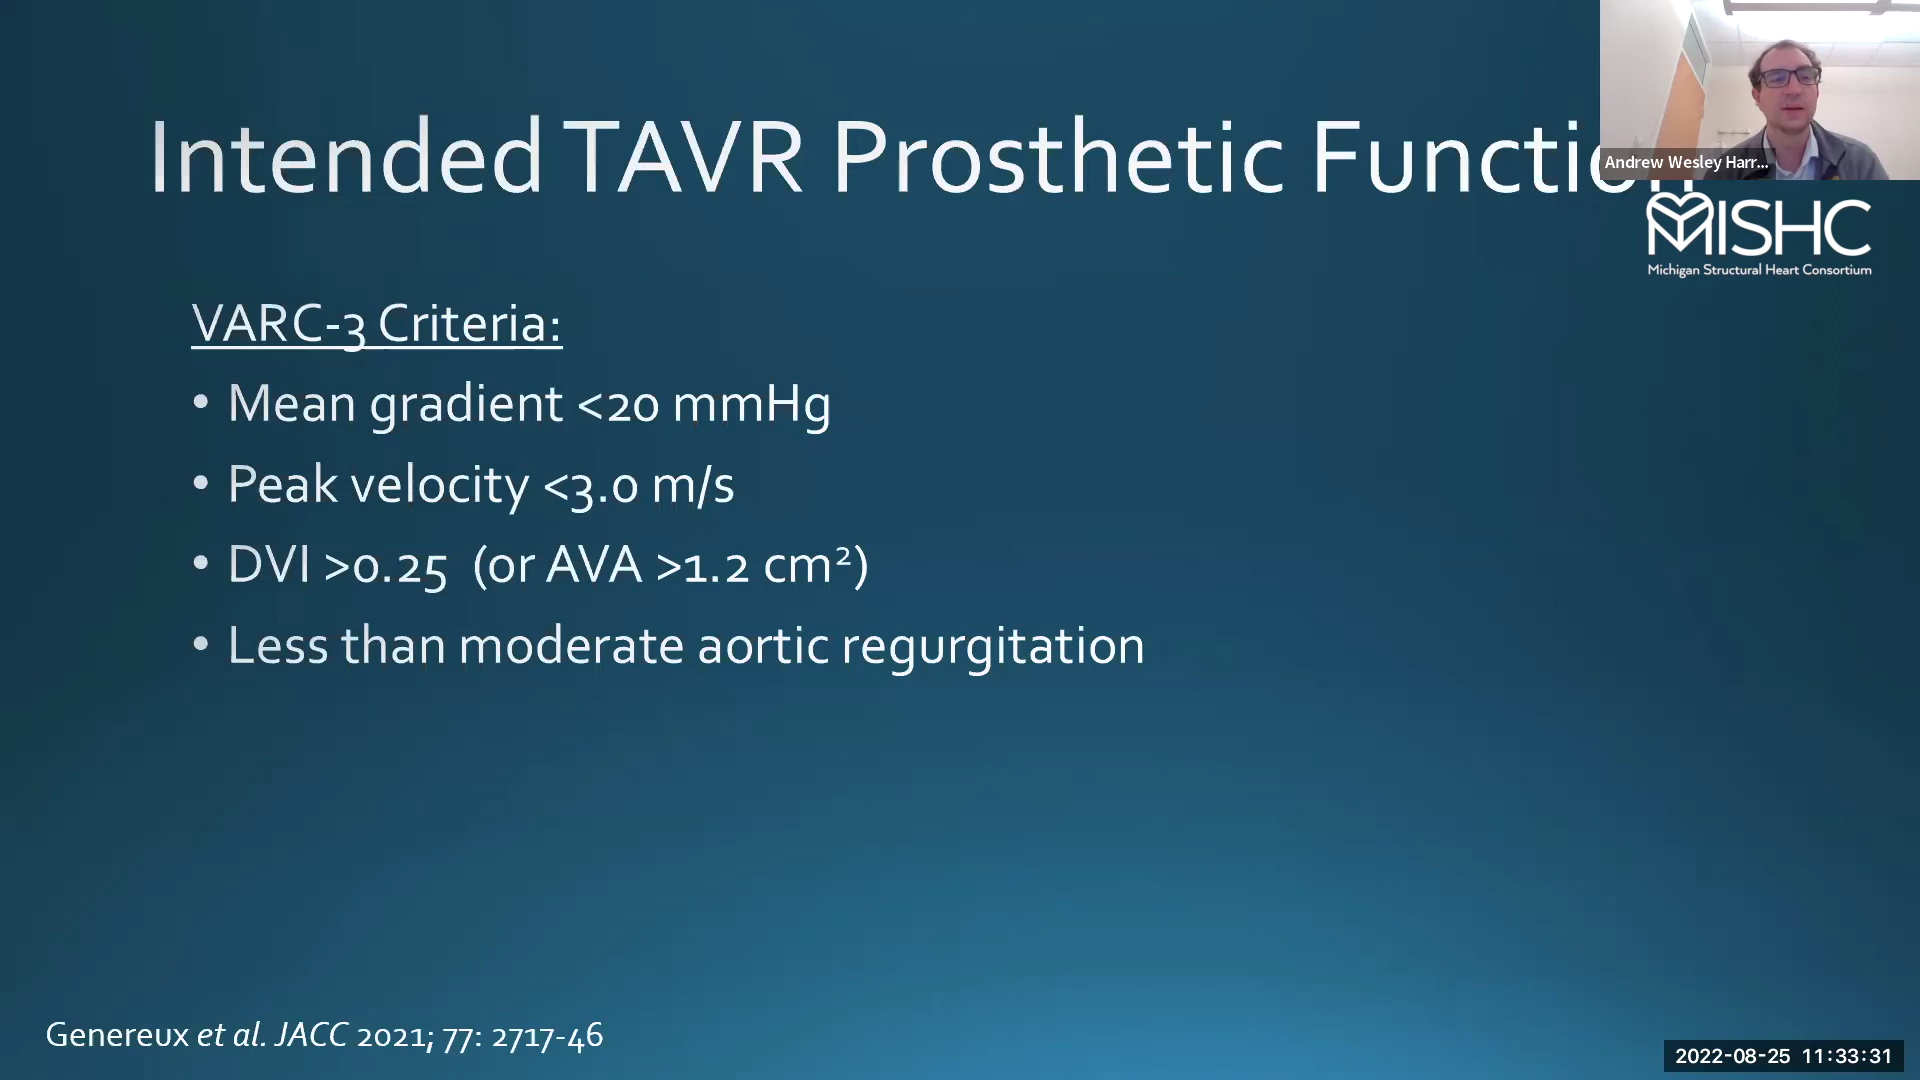 Intended TAVR Prosthetic Function
Andrew Wesley Harr...
MISHC
Michigan Structural Heart Consortium
VARC-3 Criteria:
• Mean gradient <20 mmHg
• Peak velocity <3.0 m/s
• DVI >0.25 (or AVA >1.2 cm²)
• Less than moderate aortic regurgitation
Genereux et al. JACC 2021; 77: 2717-46
2022-08-25 11:33:31